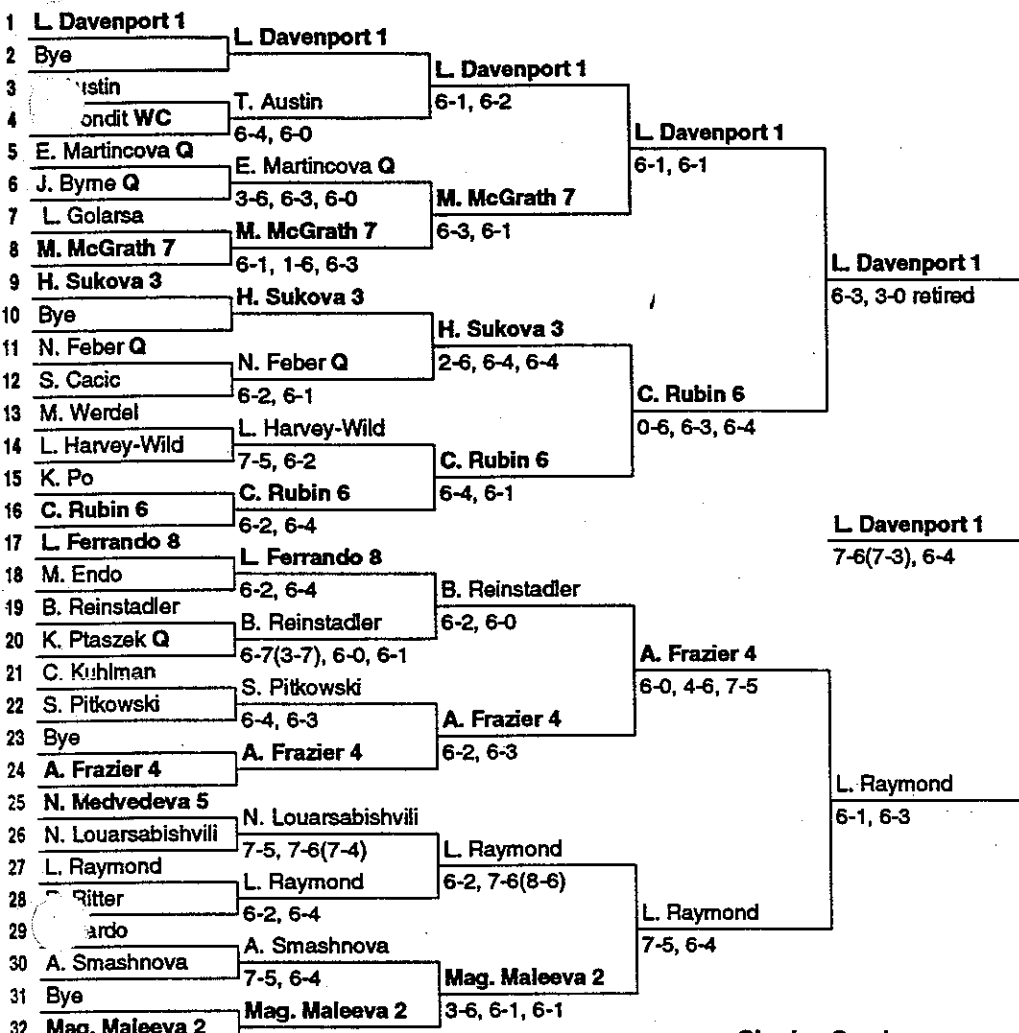 1 L. Davenport 1
2 Bye
3 ustin
4 ondit WC
5 E. Martincova Q
6 J. Byrne Q
7 L. Golarsa
8 M. McGrath 7
9 H. Sukova 3
10 Bye
11 N. Feber Q
12 S. Cacic
13 M. Werdel
14 L. Harvey-Wild
15 K. Po
16 C. Rubin 6
17 L. Ferrando 8
18 M. Endo
19 B. Reinstadler
20 K. Ptaszek Q
21 C. Kuhlman
22 S. Pitkowski
23 Bye
24 A. Frazier 4
25 N. Medvedeva 5
26 N. Louarsabishvili
27 L. Raymond
28 Ritter
29 ardo
30 A. Smashnova
31 Bye
32 Mag. Maleeva 2
L. Davenport 1
T. Austin
6-4, 6-0
E. Martincova Q
3-6, 6-3, 6-0
M. McGrath 7
6-1, 1-6, 6-3
H. Sukova 3
N. Feber Q
6-2, 6-1
L. Harvey-Wild
7-5, 6-2
C. Rubin 6
6-2, 6-4
L. Ferrando 8
6-2, 6-4
B. Reinstadler
6-7(3-7), 6-0, 6-1
S. Pitkowski
6-4, 6-3
A. Frazier 4
N. Louarsabishvili
7-5, 7-6(7-4)
L. Raymond
6-2, 6-4
A. Smashnova
7-5, 6-4
Mag. Maleeva 2
L. Davenport 1
6-1, 6-2
M. McGrath 7
6-3, 6-1
H. Sukova 3
2-6, 6-4, 6-4
C. Rubin 6
6-4, 6-1
B. Reinstadler
6-2, 6-0
A. Frazier 4
6-2, 6-3
L. Raymond
6-2, 7-6(8-6)
Mag. Maleeva 2
3-6, 6-1, 6-1
L. Davenport 1
6-1, 6-1
C. Rubin 6
0-6, 6-3, 6-4
A. Frazier 4
6-0, 4-6, 7-5
L. Raymond
7-5, 6-4
L. Davenport 1
6-3, 3-0 retired
L. Raymond
6-1, 6-3
L. Davenport 1
7-6(7-3), 6-4